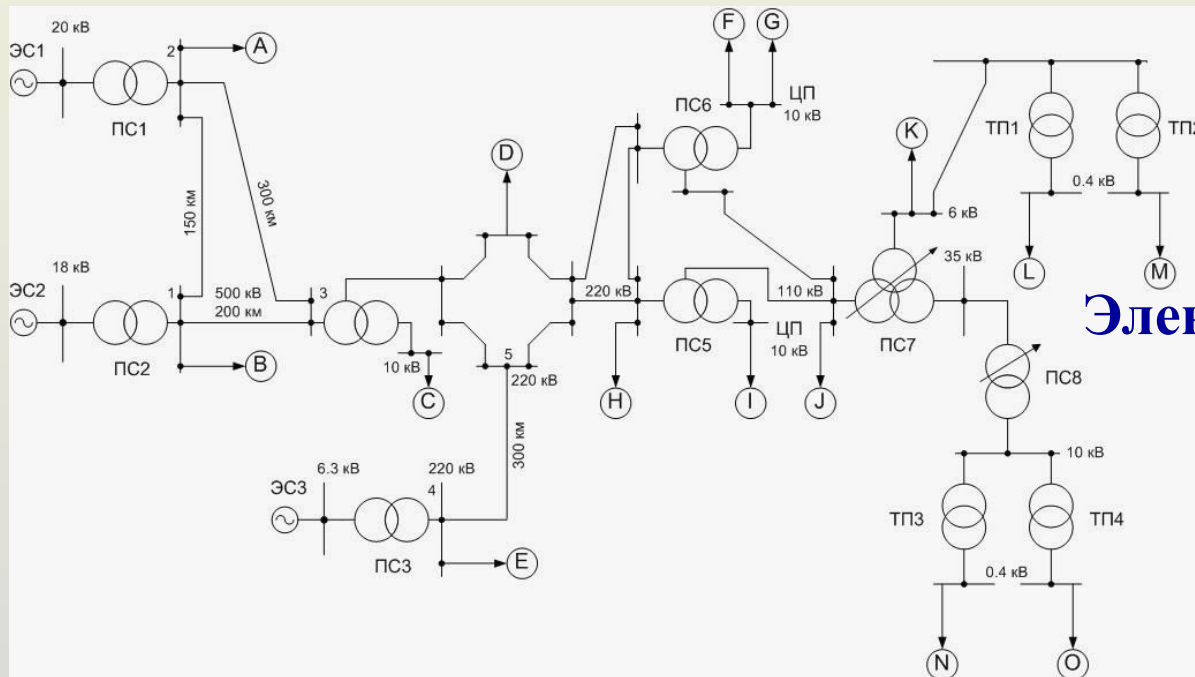 20 кВ
ЭС1
2
A
ПС1
150 км
300 км
18 кВ
ЭС2
1
500 кВ
200 км
ПС2
B
3
10 кВ
C
D
5
220 кВ
300 км
6.3 кВ
220 кВ
ЭС3
4
ПС3
E
F
G
ПС6
ЦП
10 кВ
220 кВ
110 кВ
ПС5
ЦП
10 кВ
H
I
J
K
6 кВ
35 кВ
ПС7
ТП1
ТП2
0.4 кВ
L
M
Элек
ПС8
10 кВ
ТП3
ТП4
0.4 кВ
N
O